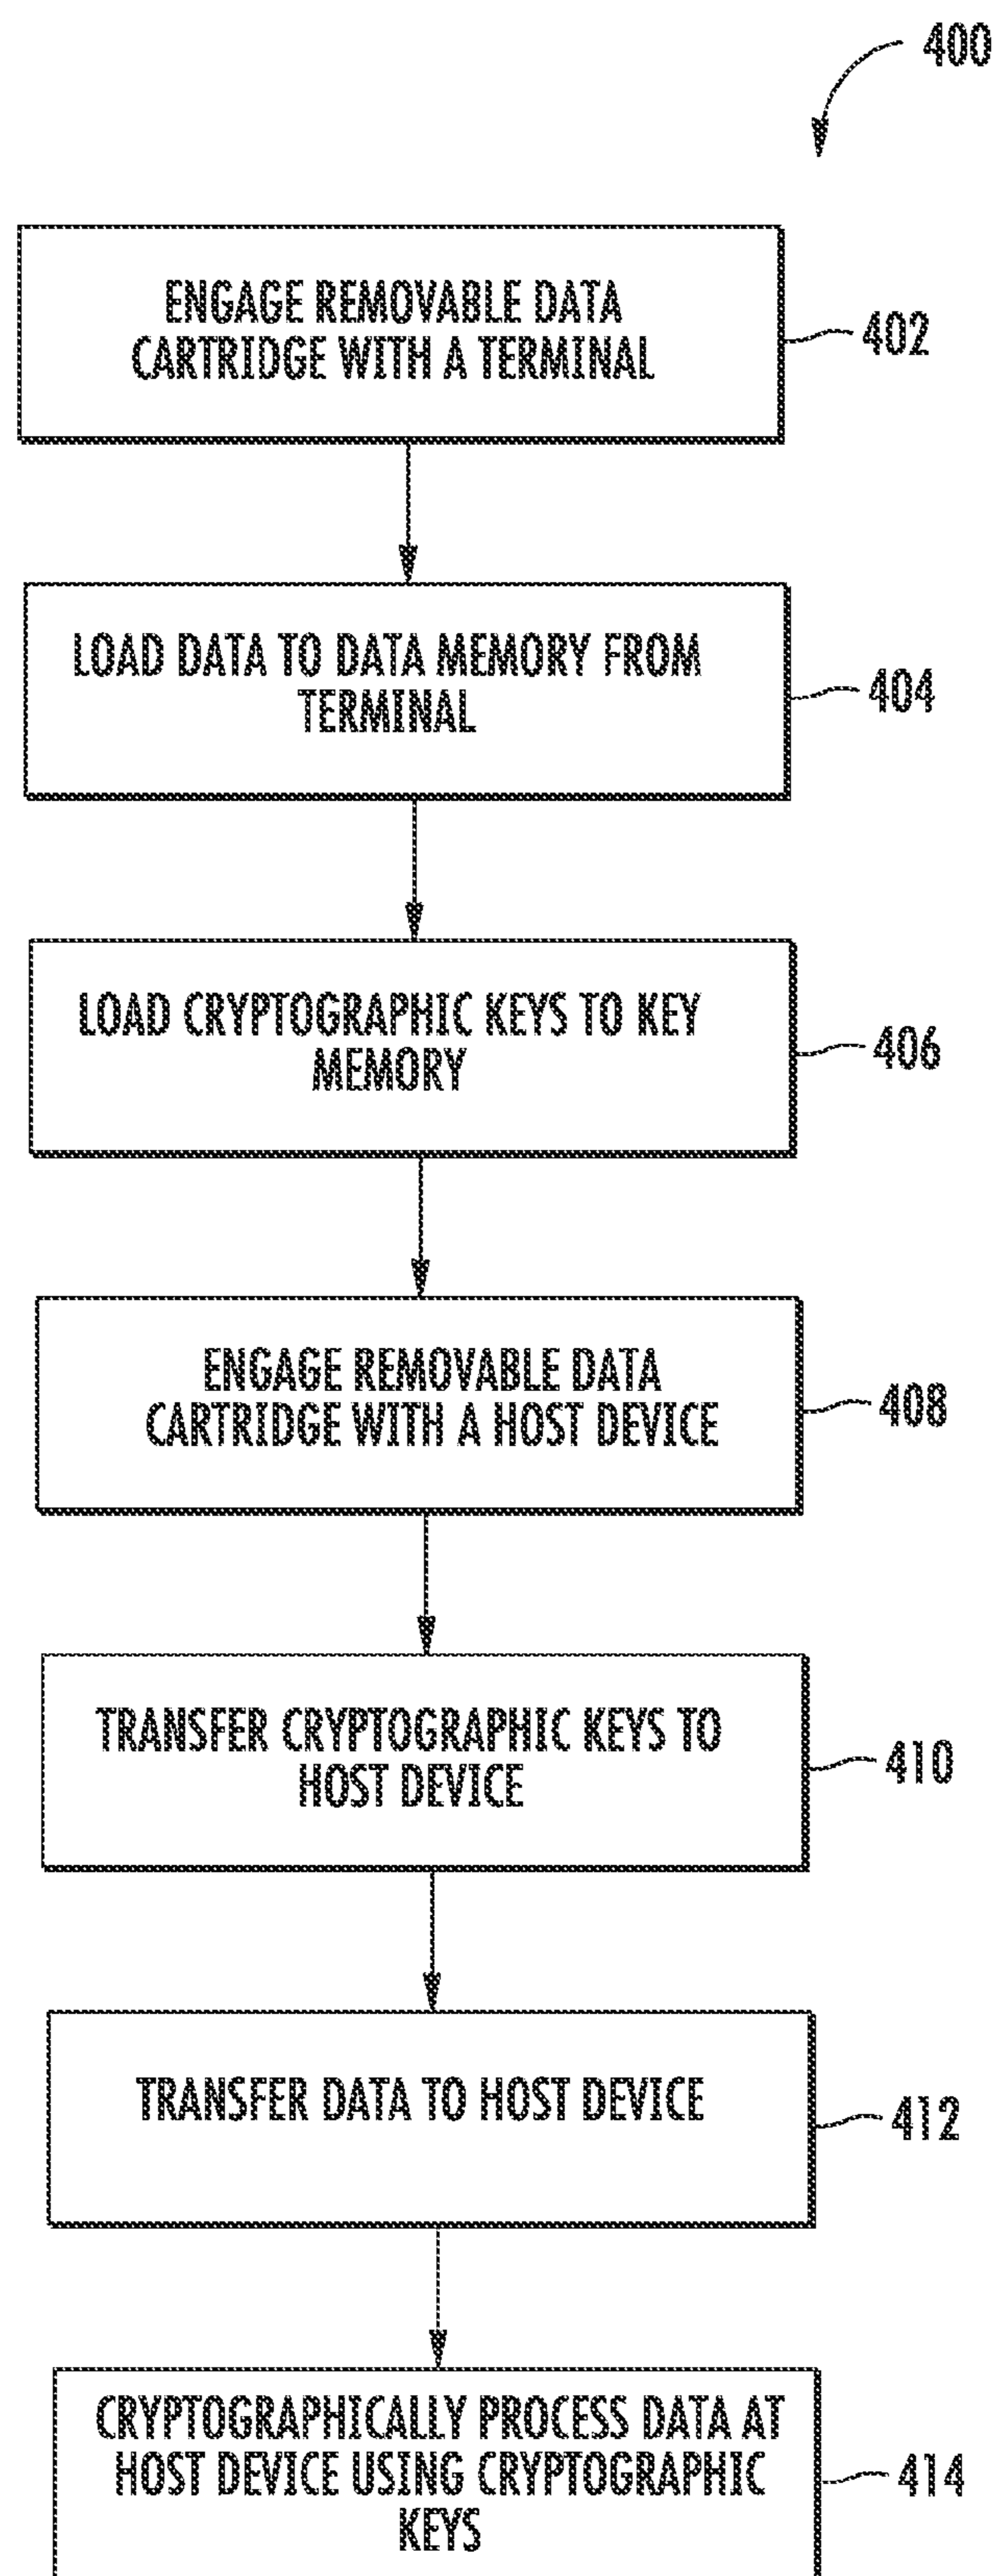 400
ENGAGE REMOVABLE DATA
CARTRIDGE WITH A TERMINAL
402
LOAD DATA TO DATA MEMORY FROM
TERMINAL
404
LOAD CRYPTOGRAPHIC KEYS TO KEY
MEMORY
406
ENGAGE REMOVABLE DATA
CARTRIDGE WITH A HOST DEVICE
408
TRANSFER CRYPTOGRAPHIC KEYS TO
HOST DEVICE
410
TRANSFER DATA TO HOST DEVICE
412
CRYPTOGRAPHICALLY PROCESS DATA AT
HOST DEVICE USING CRYPTOGRAPHIC
KEYS
414